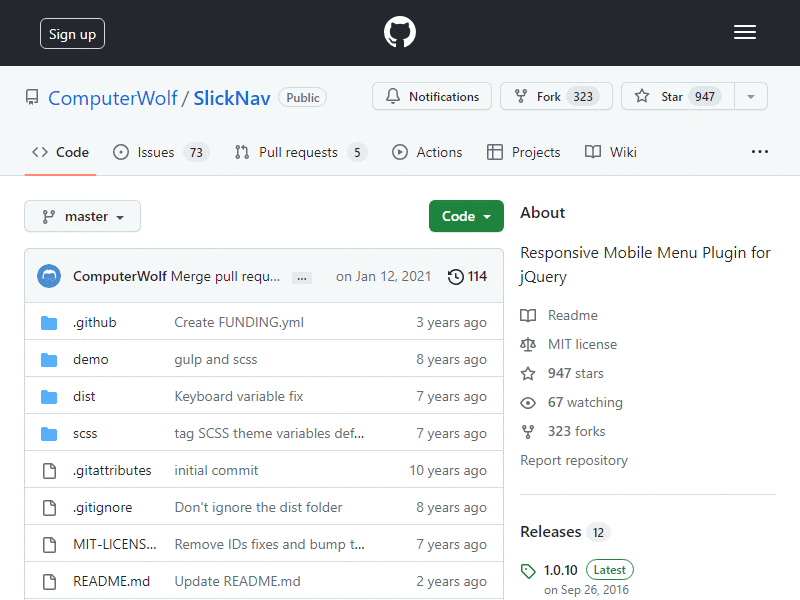 Sign up
ComputerWolf / SlickNav Public
Notifications Fork 323 Star 947
Code Issues 73 Pull requests 5 Actions Projects Wiki ...
master Code
ComputerWolf Merge pull requ... ... on Jan 12, 2021 114
.github Create FUNDING.yml 3 years ago
demo gulp and scss 8 years ago
dist Keyboard variable fix 7 years ago
scss tag SCSS theme variables def... 7 years ago
.gitattributes initial commit 10 years ago
.gitignore Don't ignore the dist folder 8 years ago
MIT-LICENS... Remove IDs fixes and bump t... 7 years ago
README.md Update README.md 2 years ago
About
Responsive Mobile Menu Plugin for
jQuery
Readme
MIT license
947 stars
67 watching
323 forks
Report repository
Releases 12
1.0.10 Latest
on Sep 26, 2016